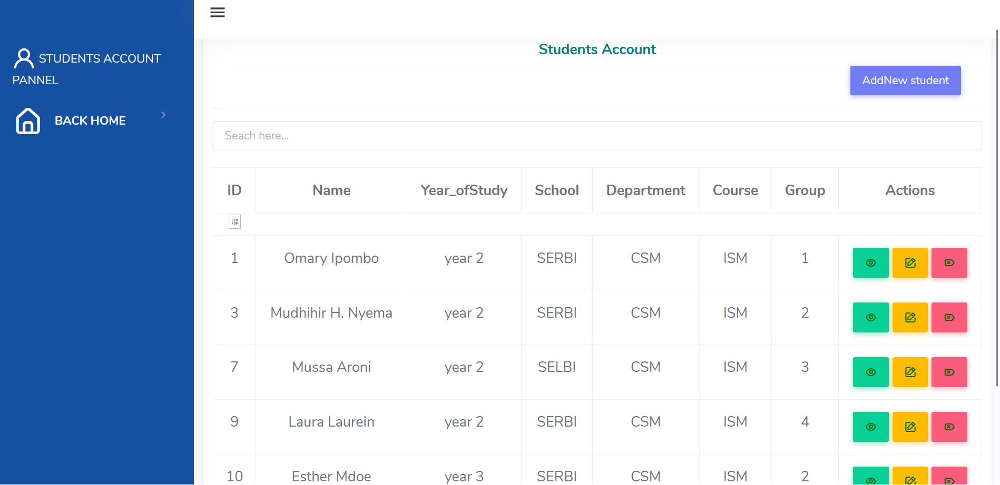 STUDENTS ACCOUNT
PANNEL
BACK HOME
Students Account
AddNew student
Seach here,..
ID Name Year_ofStudy School Department Course Group Actions
1 Omary Ipombo year 2 SERBI CSM ISM 1
3 Mudhihir H. Nyema year 2 SERBI CSM ISM 2
7 Mussa Aroni year 2 SELBI CSM ISM 3
9 Laura Laurein year 2 SERBI CSM ISM 4
10 Esther Mdoe year 3 SERBI CSM ISM 2